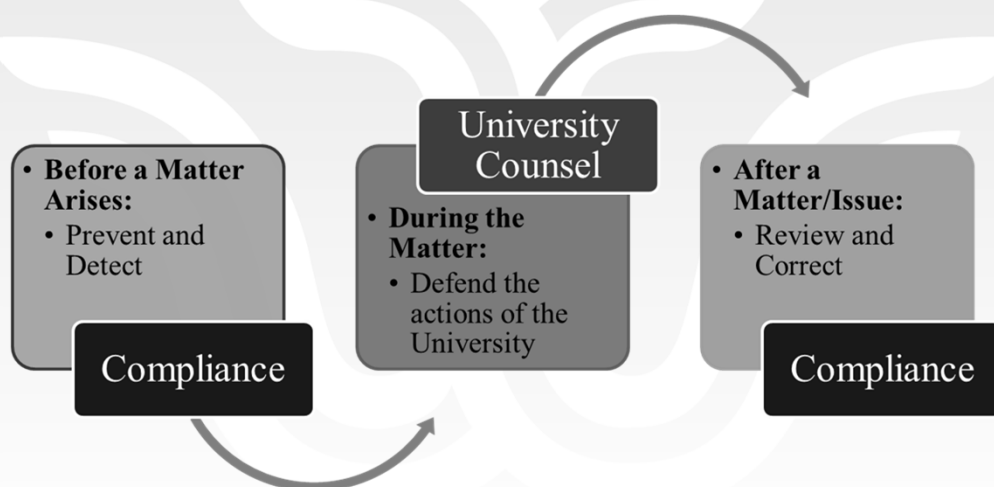 • Before a Matter
Arises:
• Prevent and
Detect
Compliance
University
Counsel
• During the
Matter:
• Defend the
actions of the
University
• After a
Matter/Issue:
• Review and
Correct
Compliance